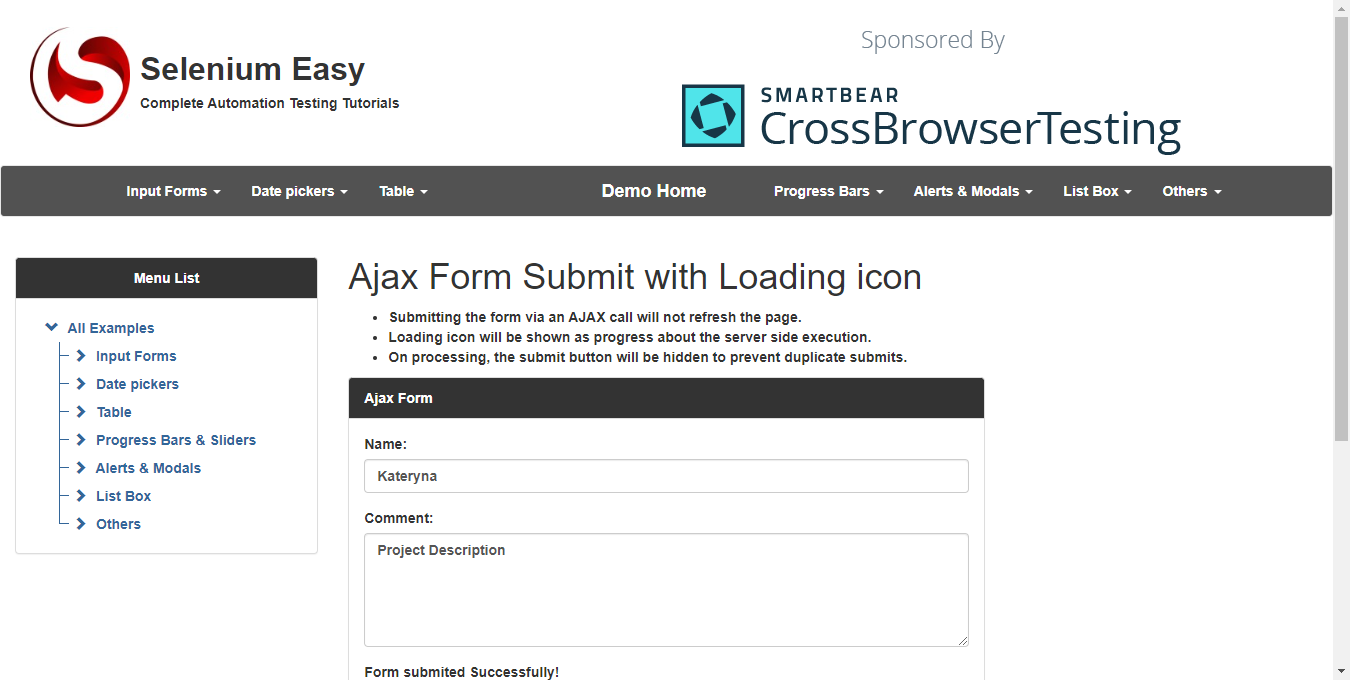 Selenium Easy
Complete Automation Testing Tutorials
Sponsored By
SMARTBEAR
CrossBrowserTesting
Input Forms Date pickers Table Demo Home Progress Bars Alerts & Modals List Box Others
Menu List
All Examples
Input Forms
Date pickers
Table
Progress Bars & Sliders
Alerts & Modals
List Box
Others
Ajax Form Submit with Loading icon
Submitting the form via an AJAX call will not refresh the page.
Loading icon will be shown as progress about the server side execution.
On processing, the submit button will be hidden to prevent duplicate submits.
Ajax Form
Name:
Kateryna
Comment:
Project Description
Form submited Successfully!